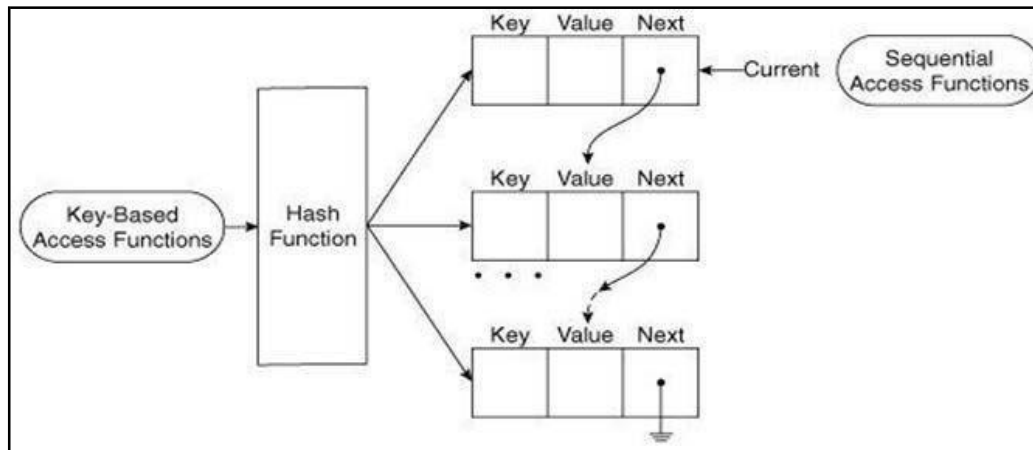 Key Value Next
Current
Sequential
Access Functions
Key Value Next
Key-Based
Access Functions
Hash
Function
• • •
Key Value Next